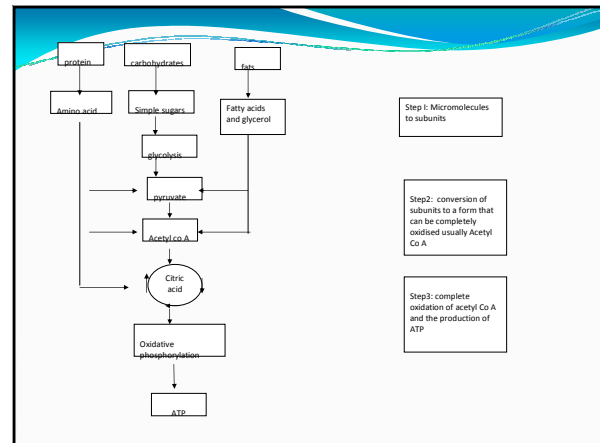 protein
carbohydrates
fats
Amino acid
Simple sugars
Fatty acids
and glycerol
Step I: Micromolecules
to subunits
glycolysis
pyruvate
Step2:  conversion of
subunits to a form that
can be completely
oxidised usually Acetyl
Co A
Acetyl co A
Citric
acid
Step3: complete
oxidation of acetyl Co A
and the production of
ATP
Oxidative
phosphorylation
ATP